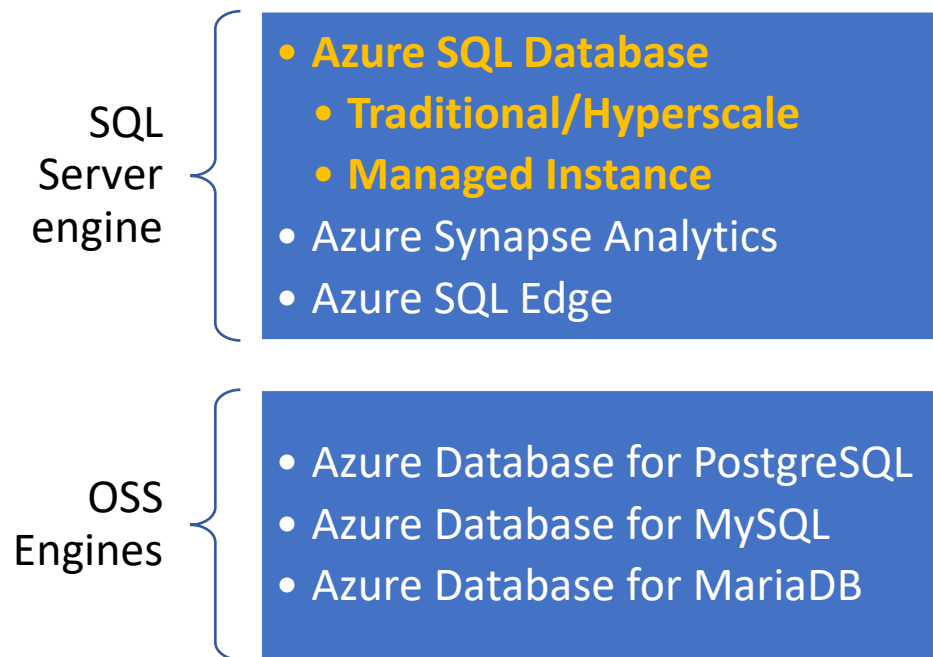 SQL
Server
engine
• Azure SQL Database
• Traditional/Hyperscale
• Managed Instance
• Azure Synapse Analytics
• Azure SQL Edge
OSS
Engines
• Azure Database for PostgreSQL
• Azure Database for MySQL
• Azure Database for MariaDB